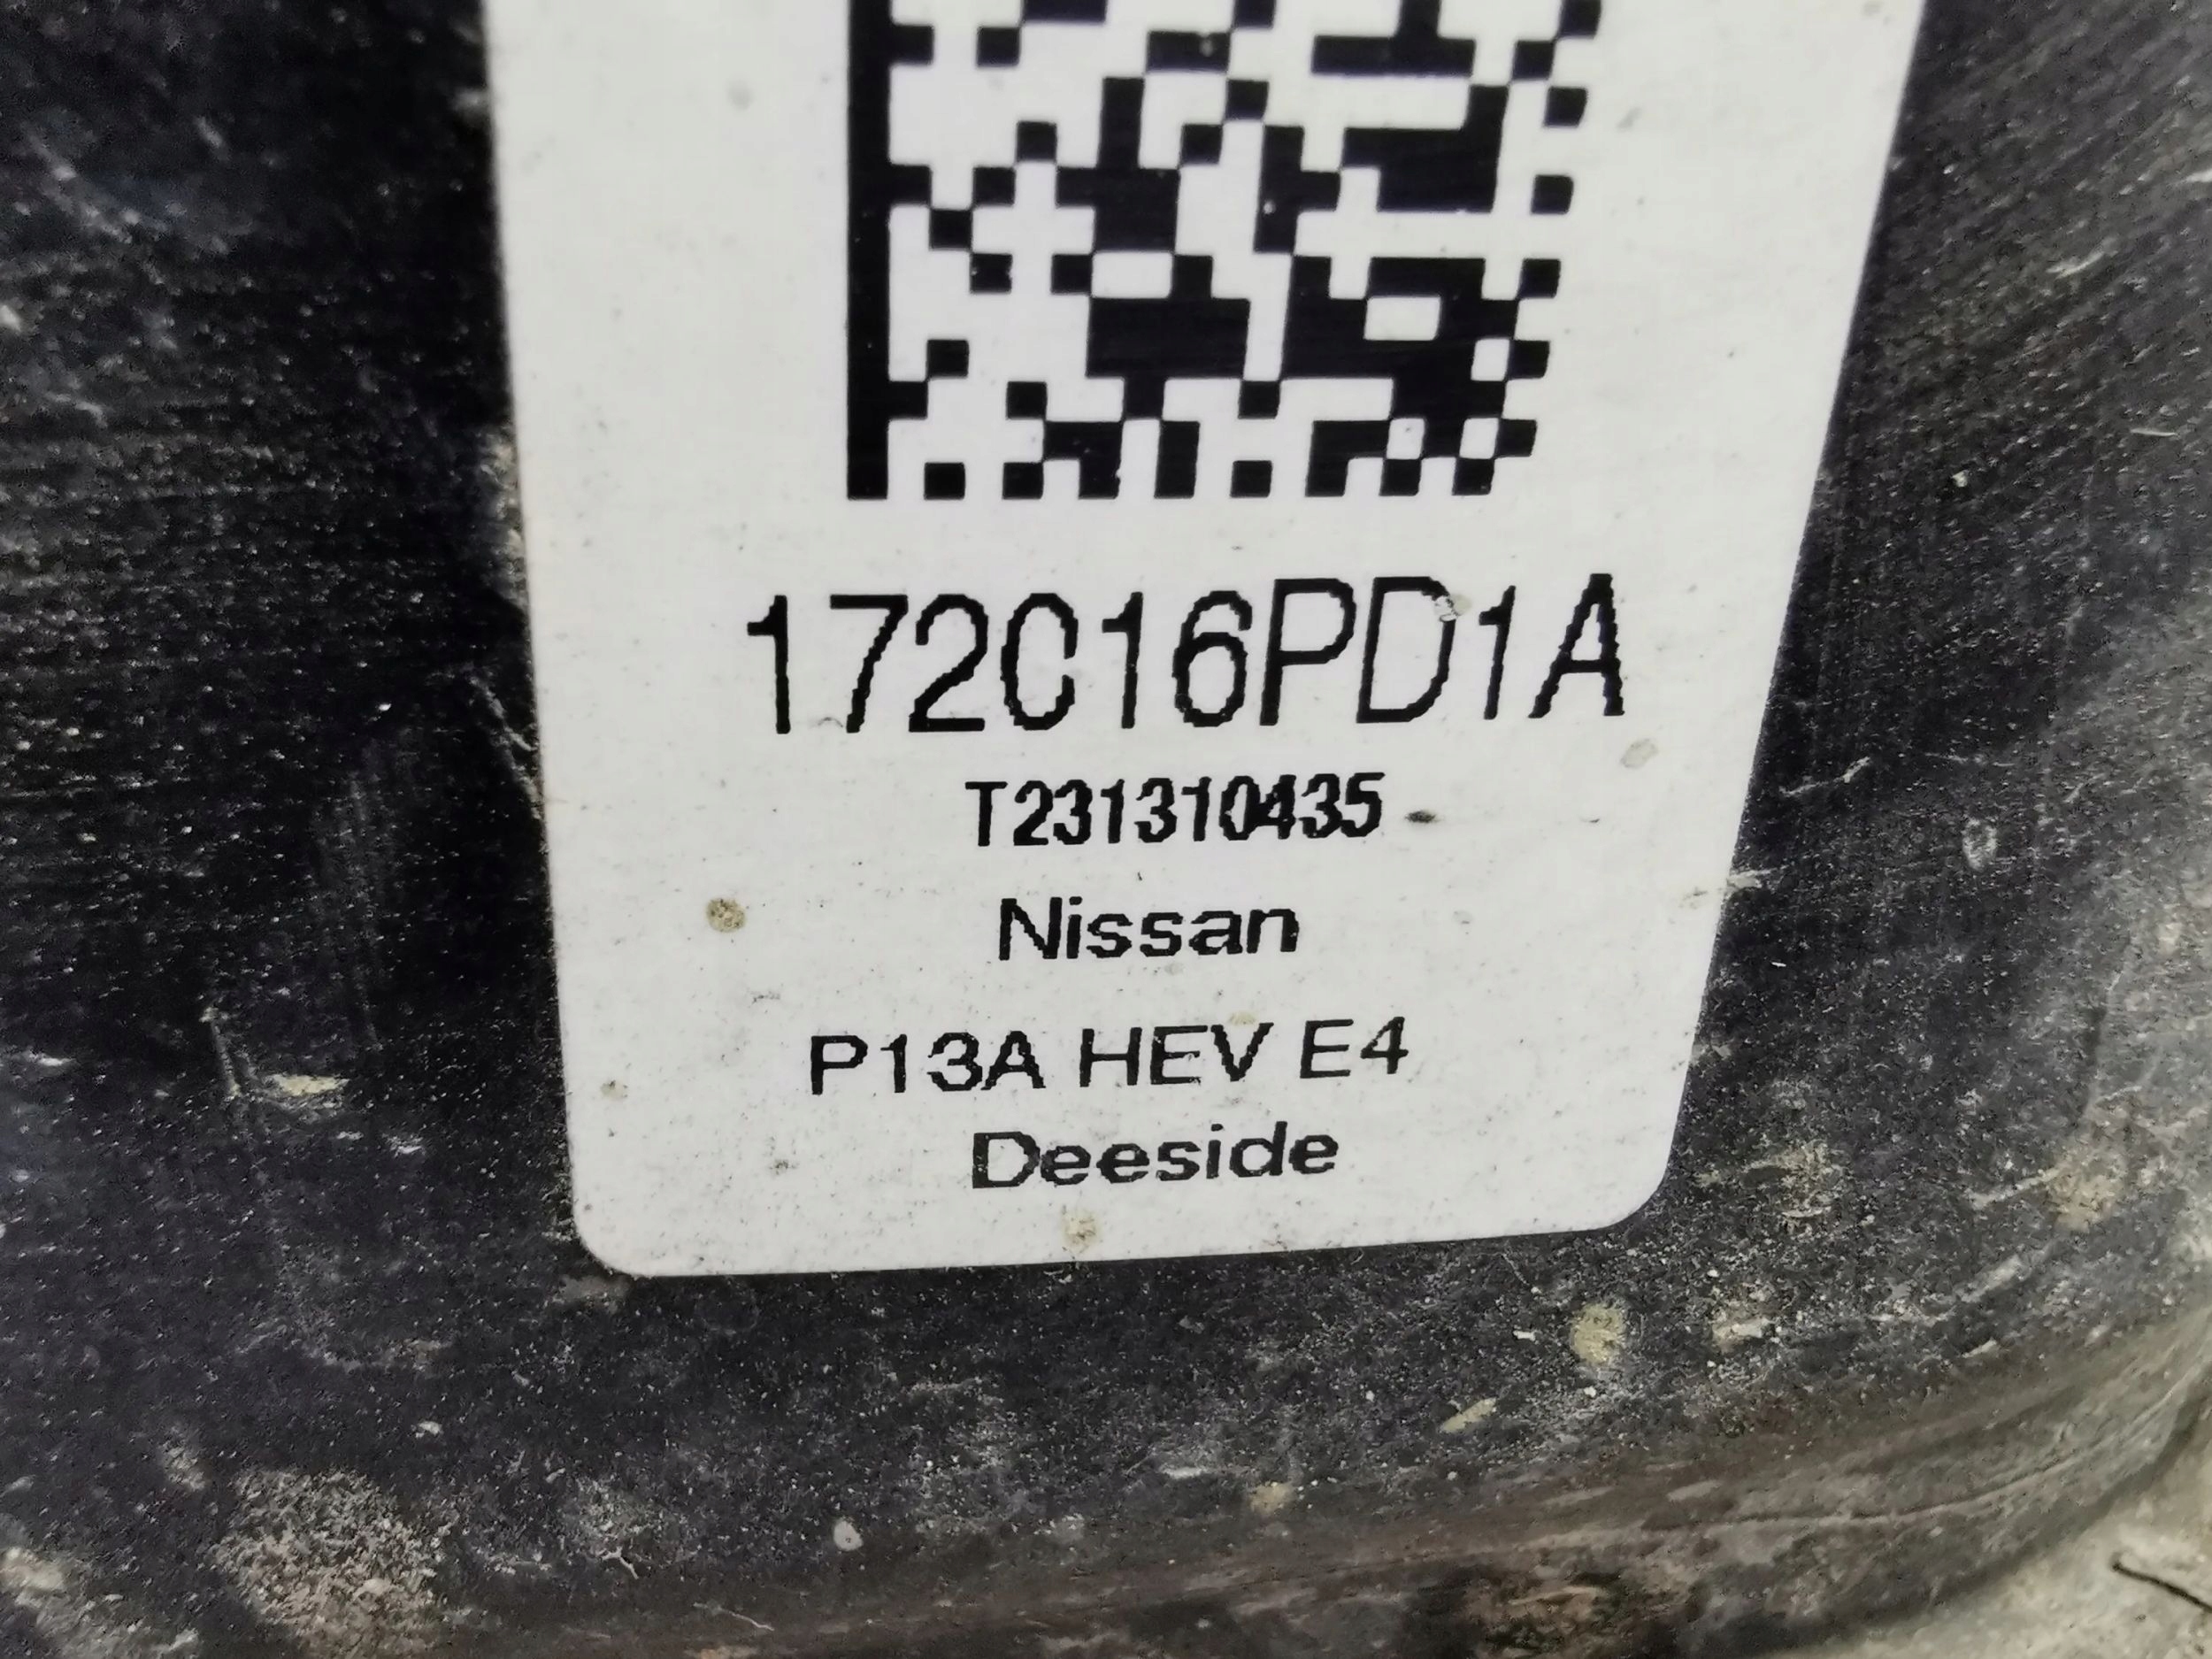 172C16PD1A
T231310435
Nissan
P13A HEV E4
Deeside